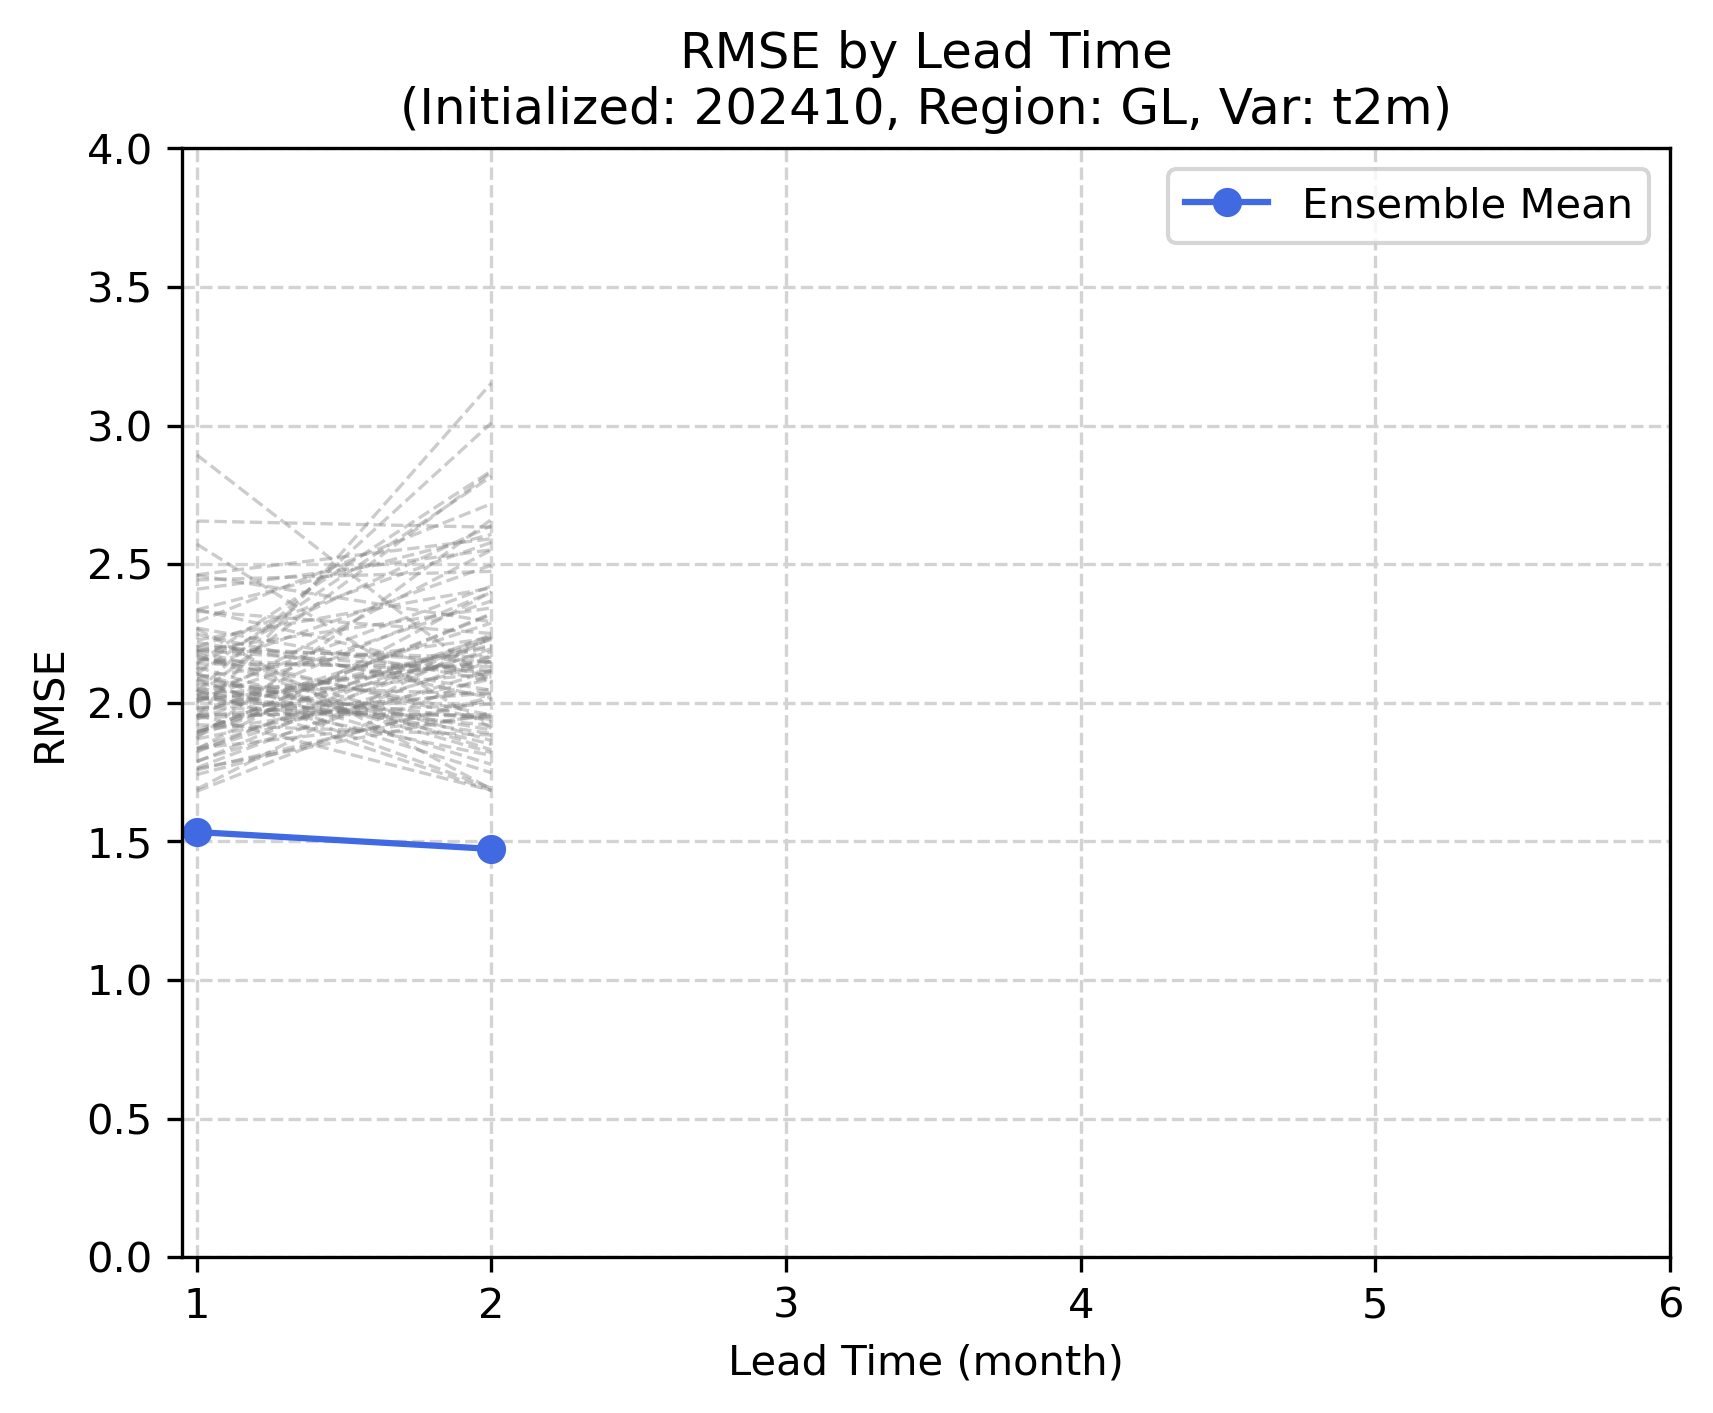 RMSE by Lead Time
(Initialized: 202410, Region: GL, Var: t2m)
Ensemble Mean
4.0
3.5
3.0
2.5
2.0
1.5
1.0
0.5
0.0
RMSE
1 2 3 4 5 6
Lead Time (month)